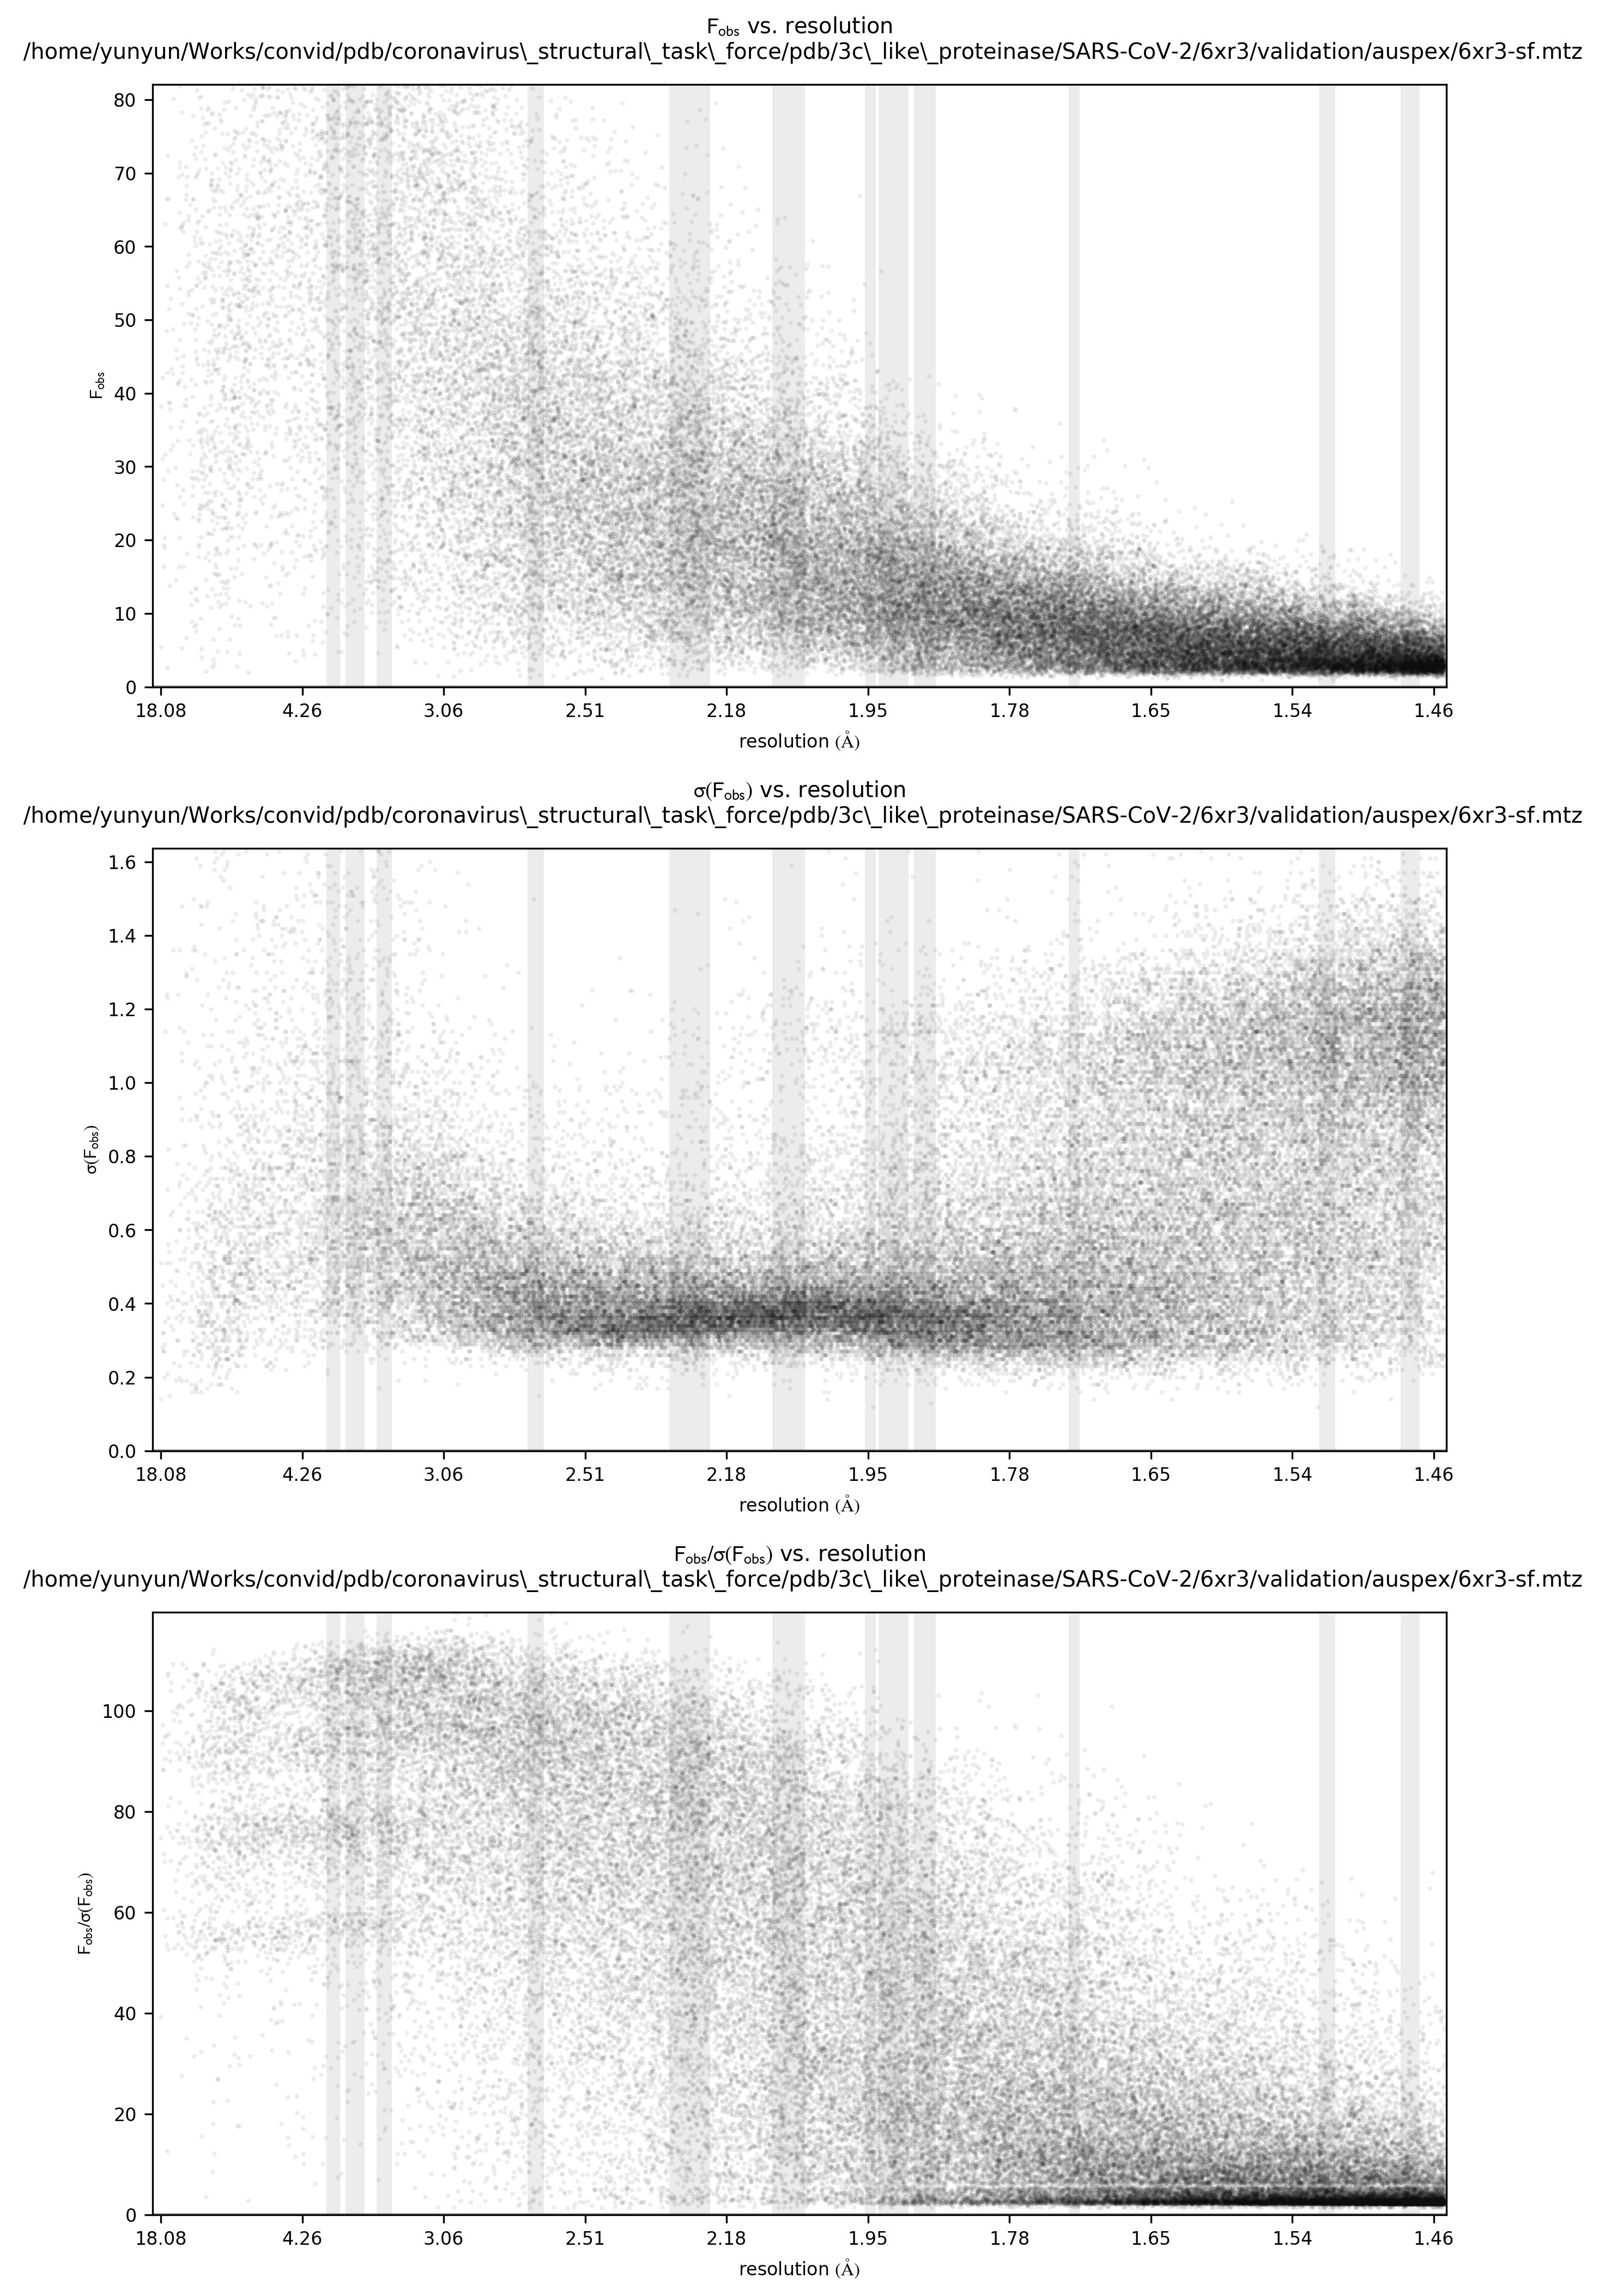 Fobs vs. resolution
/home/yunyun/Works/convid/pdb/coronavirus\_structural\_task\_force/pdb/3c\_like\_proteinase/SARS-CoV-2/6xr3/validation/auspex/6xr3-sf.mtz
80
70
60
50
40
30
20
10
0
Fobs
18.08 4.26 3.06 2.51 2.18 1.95 1.78 1.65 1.54 1.46
resolution (Å)
σ(Fobs) vs. resolution
/home/yunyun/Works/convid/pdb/coronavirus\_structural\_task\_force/pdb/3c\_like\_proteinase/SARS-CoV-2/6xr3/validation/auspex/6xr3-sf.mtz
1.6
1.4
1.2
1.0
0.8
0.6
0.4
0.2
0.0
σ(Fobs)
18.08 4.26 3.06 2.51 2.18 1.95 1.78 1.65 1.54 1.46
resolution (Å)
Fobs/σ(Fobs) vs. resolution
/home/yunyun/Works/convid/pdb/coronavirus\_structural\_task\_force/pdb/3c\_like\_proteinase/SARS-CoV-2/6xr3/validation/auspex/6xr3-sf.mtz
100
80
60
40
20
0
Fobs/σ(Fobs)
18.08 4.26 3.06 2.51 2.18 1.95 1.78 1.65 1.54 1.46
resolution (Å)